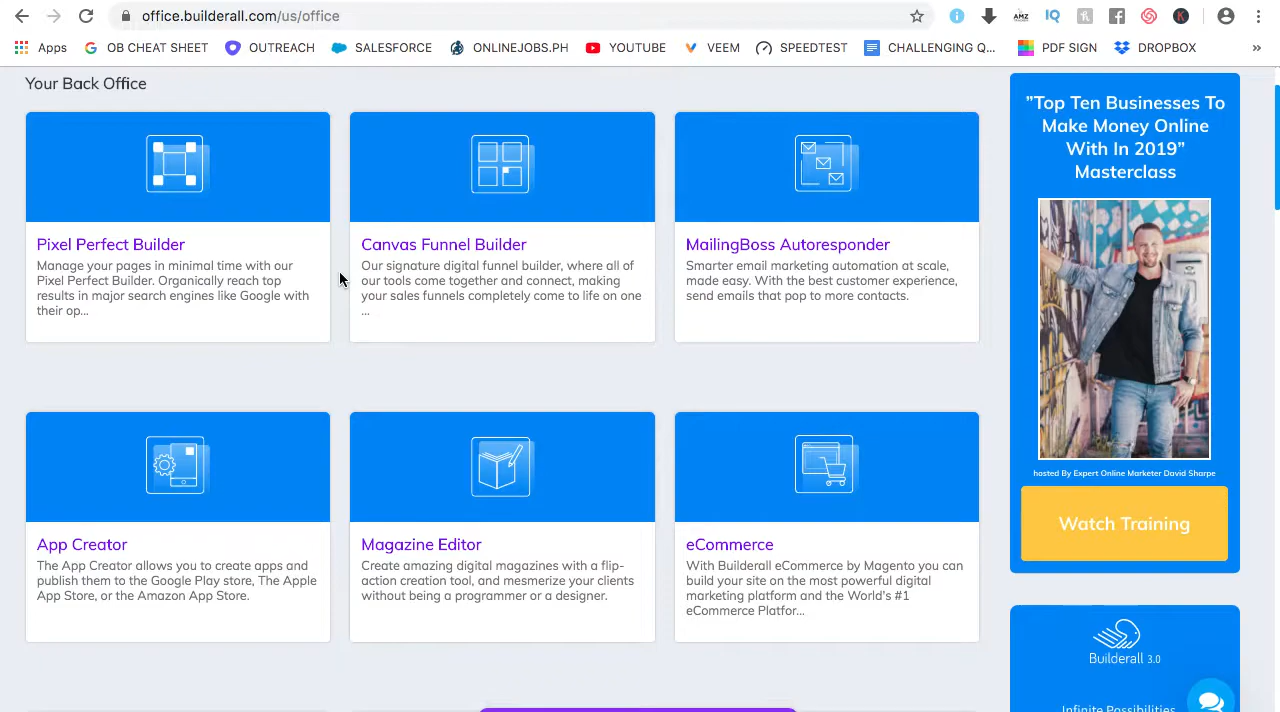 office.builderall.com/us/office
Apps OB CHEAT SHEET OUTREACH SALESFORCE ONLINEJOBS.PH YOUTUBE VEEM SPEEDTEST CHALLENGING Q... PDF SIGN DROPBOX »
Your Back Office
Pixel Perfect Builder
Manage your pages in minimal time with our
Pixel Perfect Builder. Organically reach top
results in major search engines like Google with
their op...
Canvas Funnel Builder
Our signature digital funnel builder, where all of
our tools come together and connect, making
your sales funnels completely come to life on one
...
MailingBoss Autoresponder
Smarter email marketing automation at scale,
made easy. With the best customer experience,
send emails that pop to more contacts.
App Creator
The App Creator allows you to create apps and
publish them to the Google Play store, The Apple
App Store, or the Amazon App Store.
Magazine Editor
Create amazing digital magazines with a flip-
action creation tool, and mesmerize your clients
without being a programmer or a designer.
eCommerce
With Builderall eCommerce by Magento you can
build your site on the most powerful digital
marketing platform and the World's #1
eCommerce Platfor...
"Top Ten Businesses To
Make Money Online
With In 2019"
Masterclass
hosted By Expert Online Marketer David Sharpe
Watch Training
Builderall 3.0
Infinite Possibilities